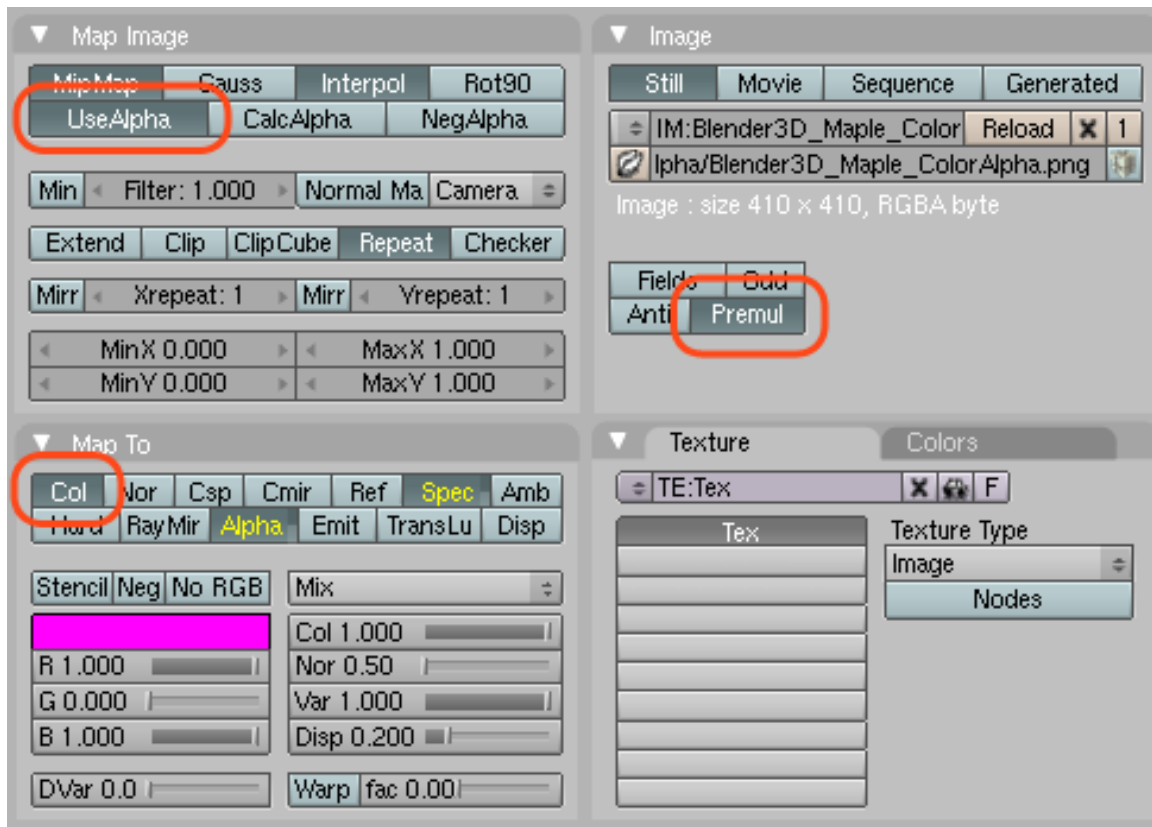 Map Image
MipMap Gauss Interpol Rot90
UseAlpha CalcAlpha NegAlpha
Min Filter: 1.000 Normal Ma Camera
Extend Clip ClipCube Repeat Checker
Mirr Xrepeat: 1 Mirr Yrepeat: 1
MinX 0.000 MaxX 1.000
MinY 0.000 MaxY 1.000
Image
Still Movie Sequence Generated
IM:Blender3D_Maple_Color Reload X 1
lpha/Blender3D_Maple_ColorAlpha.png
Image : size 410 x 410, RGBA byte
Fields Odd
Anti Premul
Map To
Col Nor Csp Cmir Ref Spec Amb
Hard RayMir Alpha Emit TransLu Disp
Stencil Neg No RGB Mix
Col 1.000
R 1.000 Nor 0.50
G 0.000 Var 1.000
B 1.000 Disp 0.200
DVar 0.0 Warp fac 0.00
Texture Colors
TE:Tex X F
Tex Texture Type
Image
Nodes